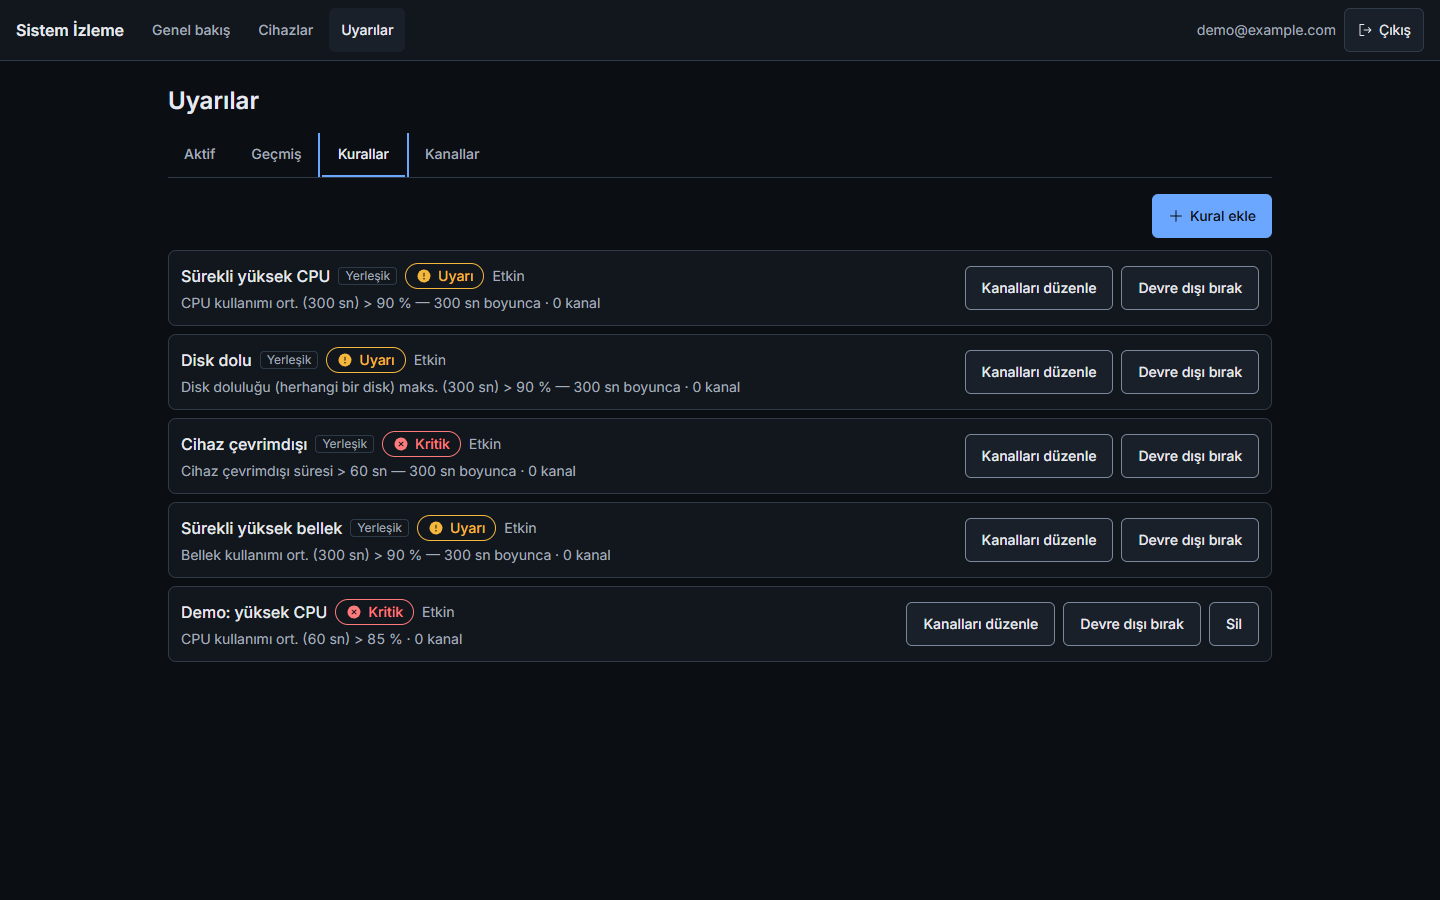 Sistem İzleme Genel bakış Cihazlar Uyarılar demo@example.com Çıkış
Uyarılar
Aktif Geçmiş Kurallar Kanallar
Kural ekle
Sürekli yüksek CPU Yerleşik Uyarı Etkin
CPU kullanımı ort. (300 sn) > 90 % — 300 sn boyunca · 0 kanal
Kanalları düzenle Devre dışı bırak
Disk dolu Yerleşik Uyarı Etkin
Disk doluluğu (herhangi bir disk) maks. (300 sn) > 90 % — 300 sn boyunca · 0 kanal
Kanalları düzenle Devre dışı bırak
Cihaz çevrimdışı Yerleşik Kritik Etkin
Cihaz çevrimdışı süresi > 60 sn — 300 sn boyunca · 0 kanal
Kanalları düzenle Devre dışı bırak
Sürekli yüksek bellek Yerleşik Uyarı Etkin
Bellek kullanımı ort. (300 sn) > 90 % — 300 sn boyunca · 0 kanal
Kanalları düzenle Devre dışı bırak
Demo: yüksek CPU Kritik Etkin
CPU kullanımı ort. (60 sn) > 85 % · 0 kanal
Kanalları düzenle Devre dışı bırak Sil